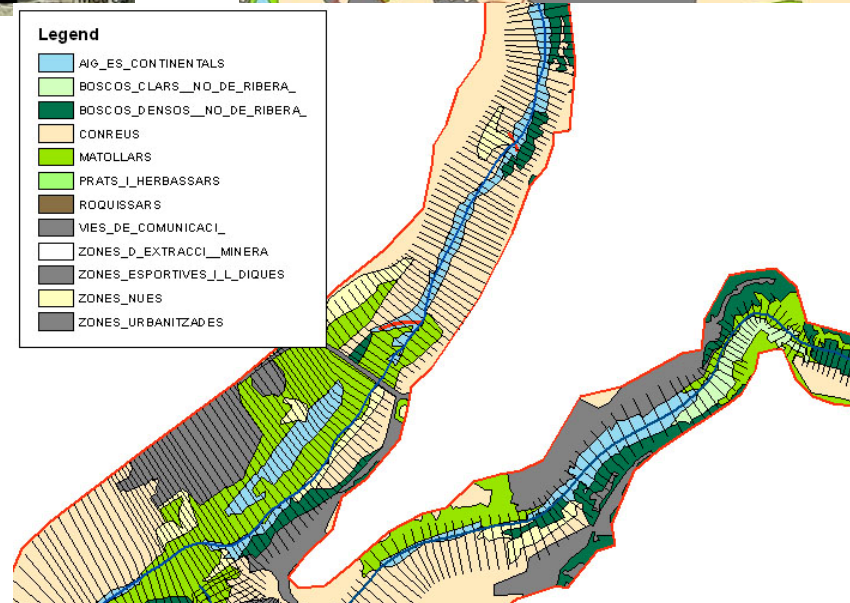 Legend
AIG_ES_CONTINENTALS
BOSCOS_CLARS__NO_DE_RIBERA_
BOSCOS_DENSOS__NO_DE_RIBERA_
CONREUS
MATOLLARS
PRATS_I_HERBASSARS
ROQUISSARS
VIES_DE_COMUNICACI_
ZONES_D_EXTRACCI__MINERA
ZONES_ESPORTIVES_I_L_DIQUES
ZONES_NUES
ZONES_URBANITZADES